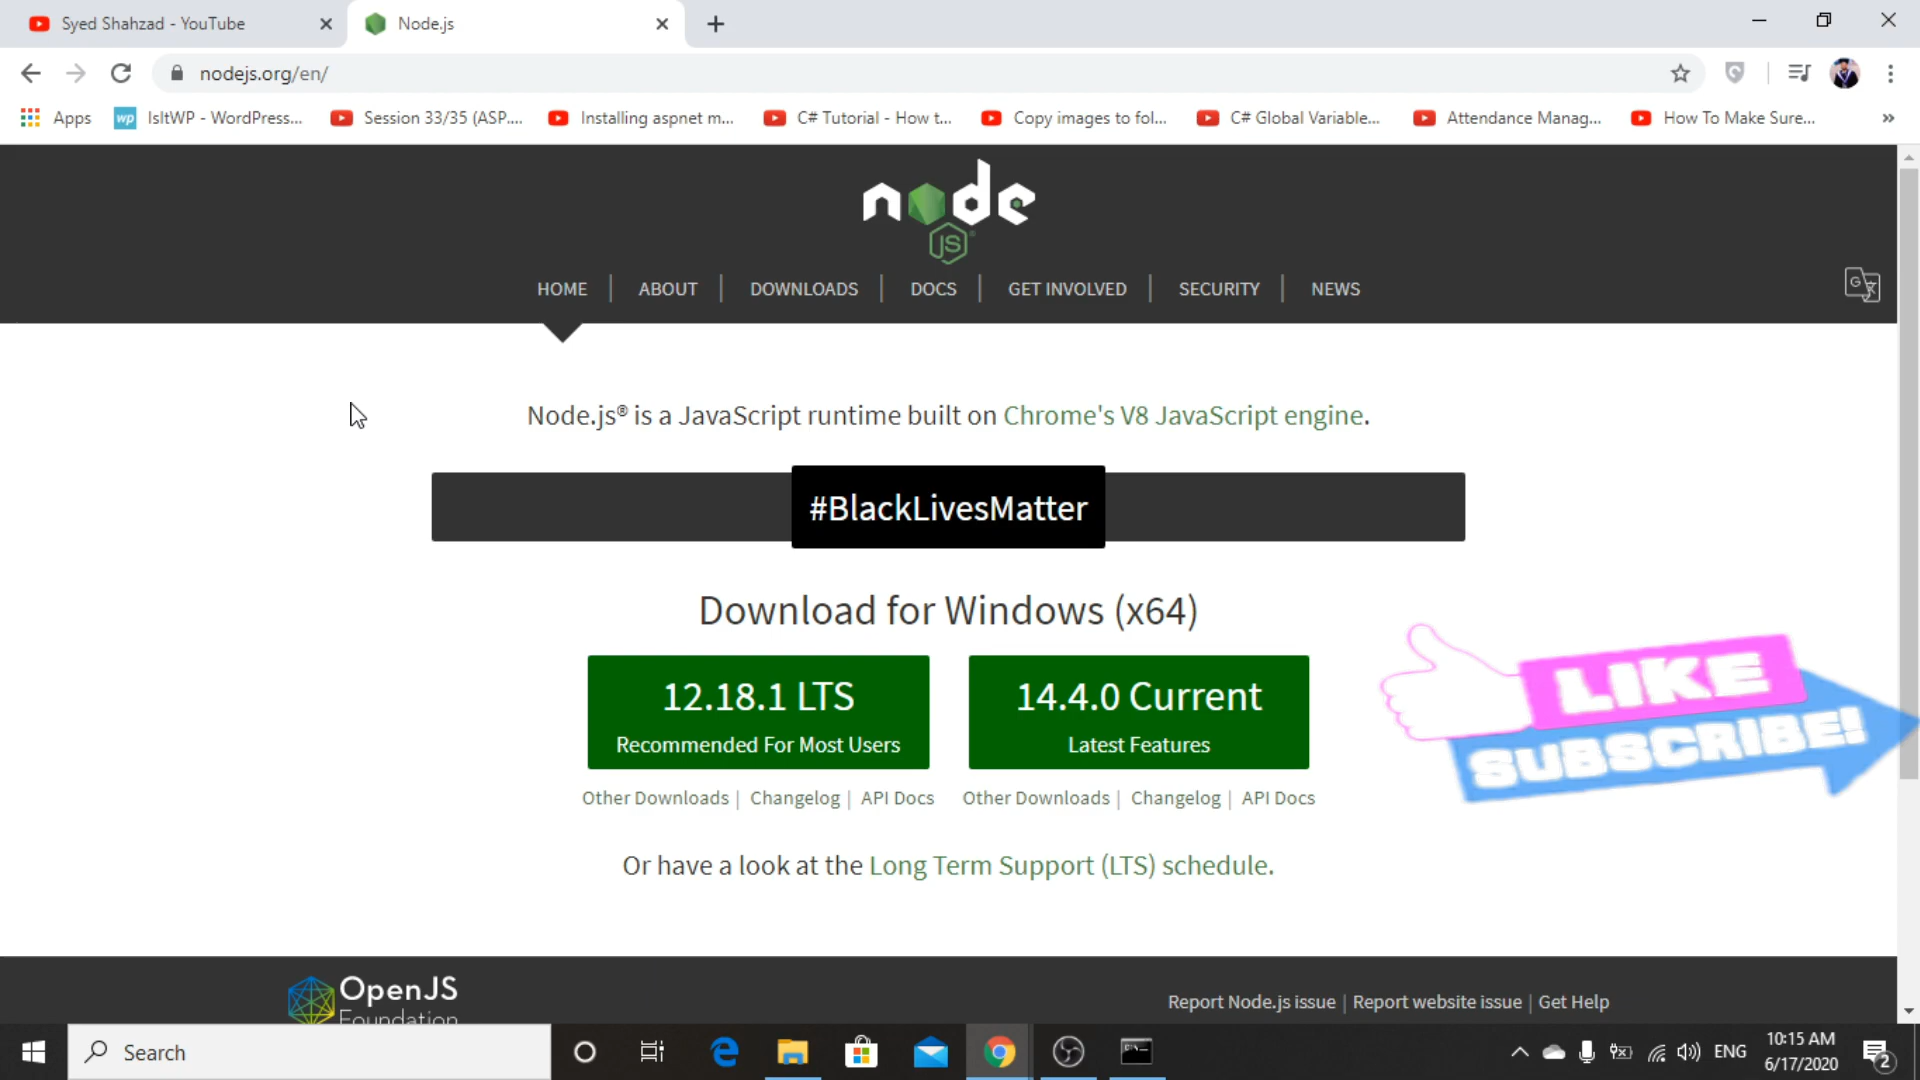 Syed Shahzad - YouTube
Node.js
nodejs.org/en/
Apps
wp
IsItWP - WordPress...
Session 33/35 (ASP....
Installing aspnet m...
C# Tutorial - How t...
Copy images to fol...
C# Global Variable...
Attendance Manag...
How To Make Sure...
»
node
JS
HOME
ABOUT
DOWNLOADS
DOCS
GET INVOLVED
SECURITY
NEWS
Node.js® is a JavaScript runtime built on Chrome's V8 JavaScript engine.
#BlackLivesMatter
Download for Windows (x64)
12.18.1 LTS
Recommended For Most Users
14.4.0 Current
Latest Features
Other Downloads | Changelog | API Docs
Other Downloads | Changelog | API Docs
LIKE
SUBSCRIBE!
Or have a look at the Long Term Support (LTS) schedule.
OpenJS
Foundation
Report Node.js issue | Report website issue | Get Help
Search
ENG
10:15 AM
6/17/2020
2